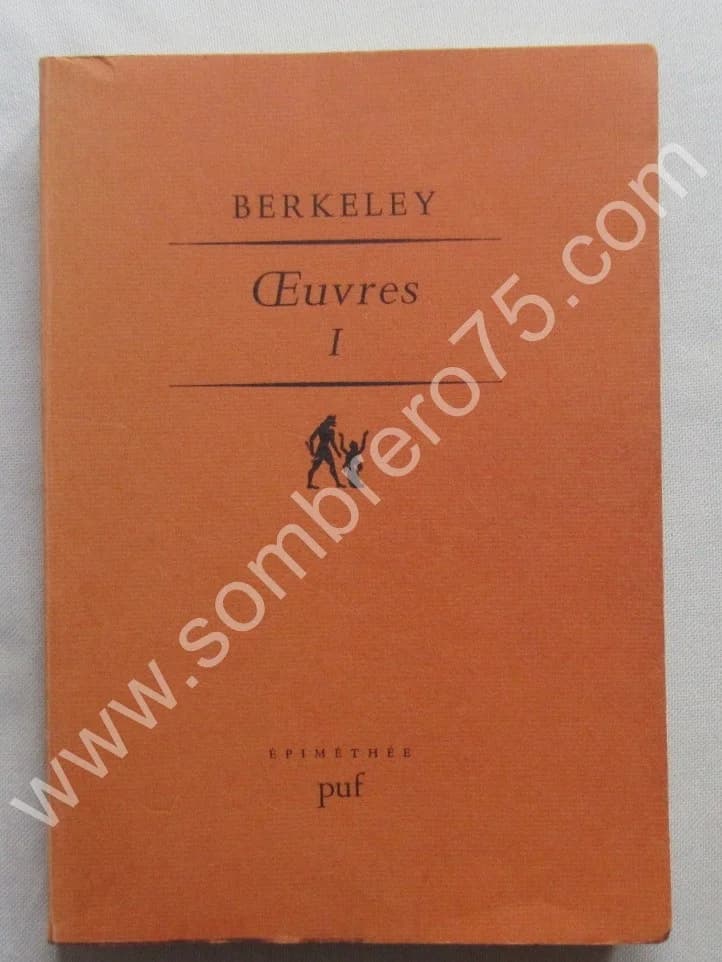 BERKELEY
Œuvres
I
ÉPIMÉTHÉE
puf
www.sombrero75.com